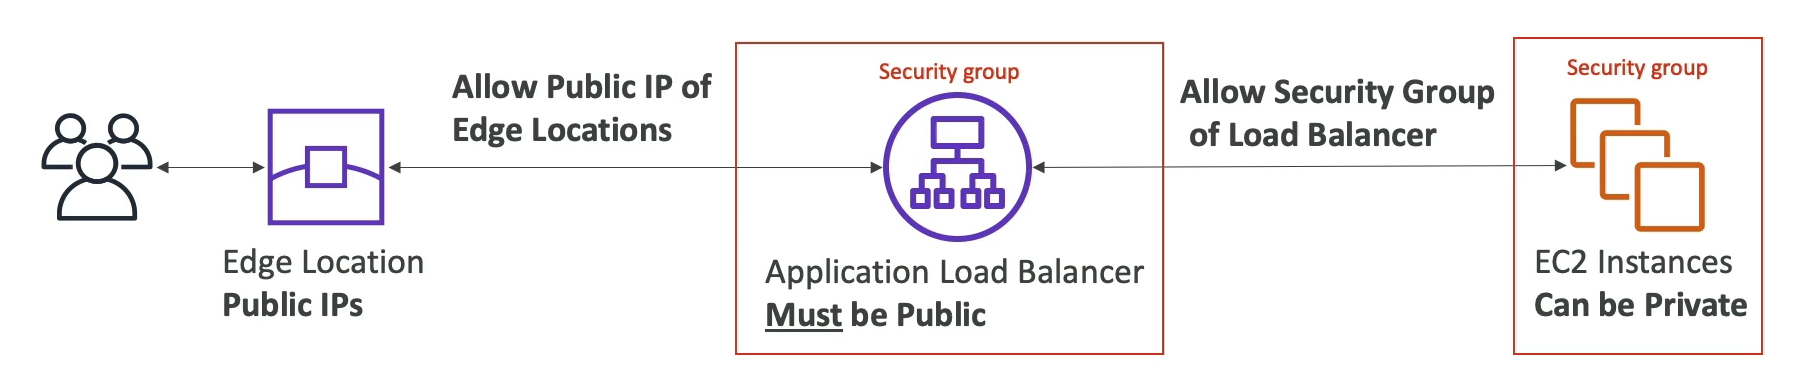 Allow Public IP of
Edge Locations
Edge Location
Public IPs
Security group
Application Load Balancer
Must be Public
Allow Security Group
of Load Balancer
Security group
EC2 Instances
Can be Private